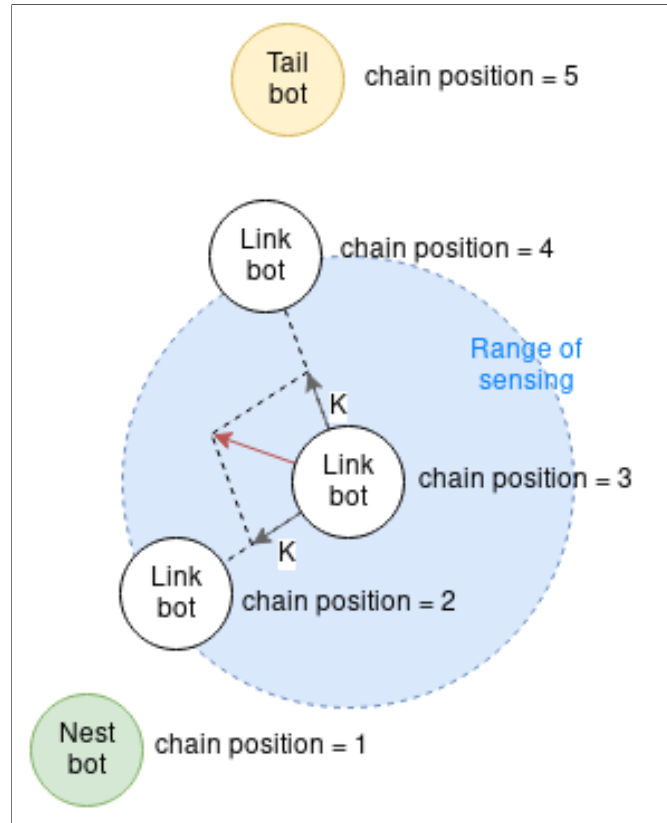 Tail
bot
chain position = 5
Link
bot
chain position = 4
Range of
sensing
K
Link
bot
chain position = 3
K
Link
bot
chain position = 2
Nest
bot
chain position = 1